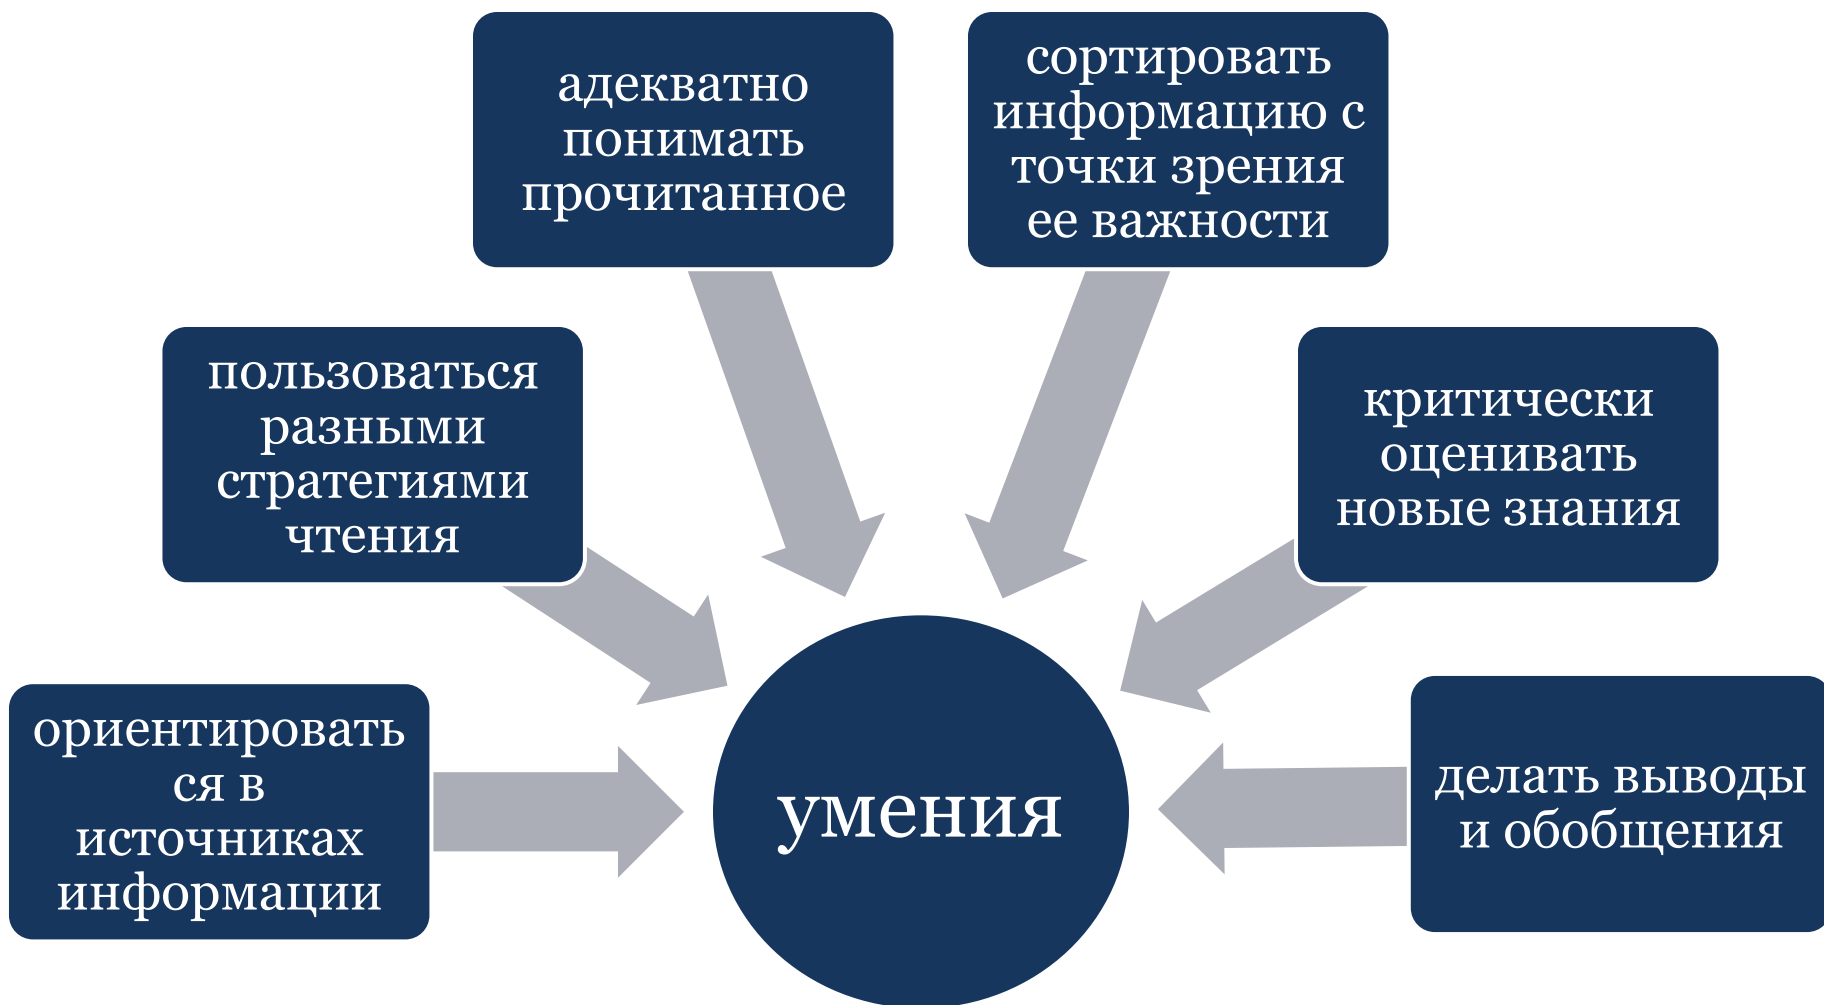 адекватно
понимать
прочитанное
сортировать
информацию с
точки зрения
ее важности
пользоваться
разными
стратегиями
чтения
критически
оценивать
новые знания
ориентировать
ся в
источниках
информации
умения
делать выводы
и обобщения